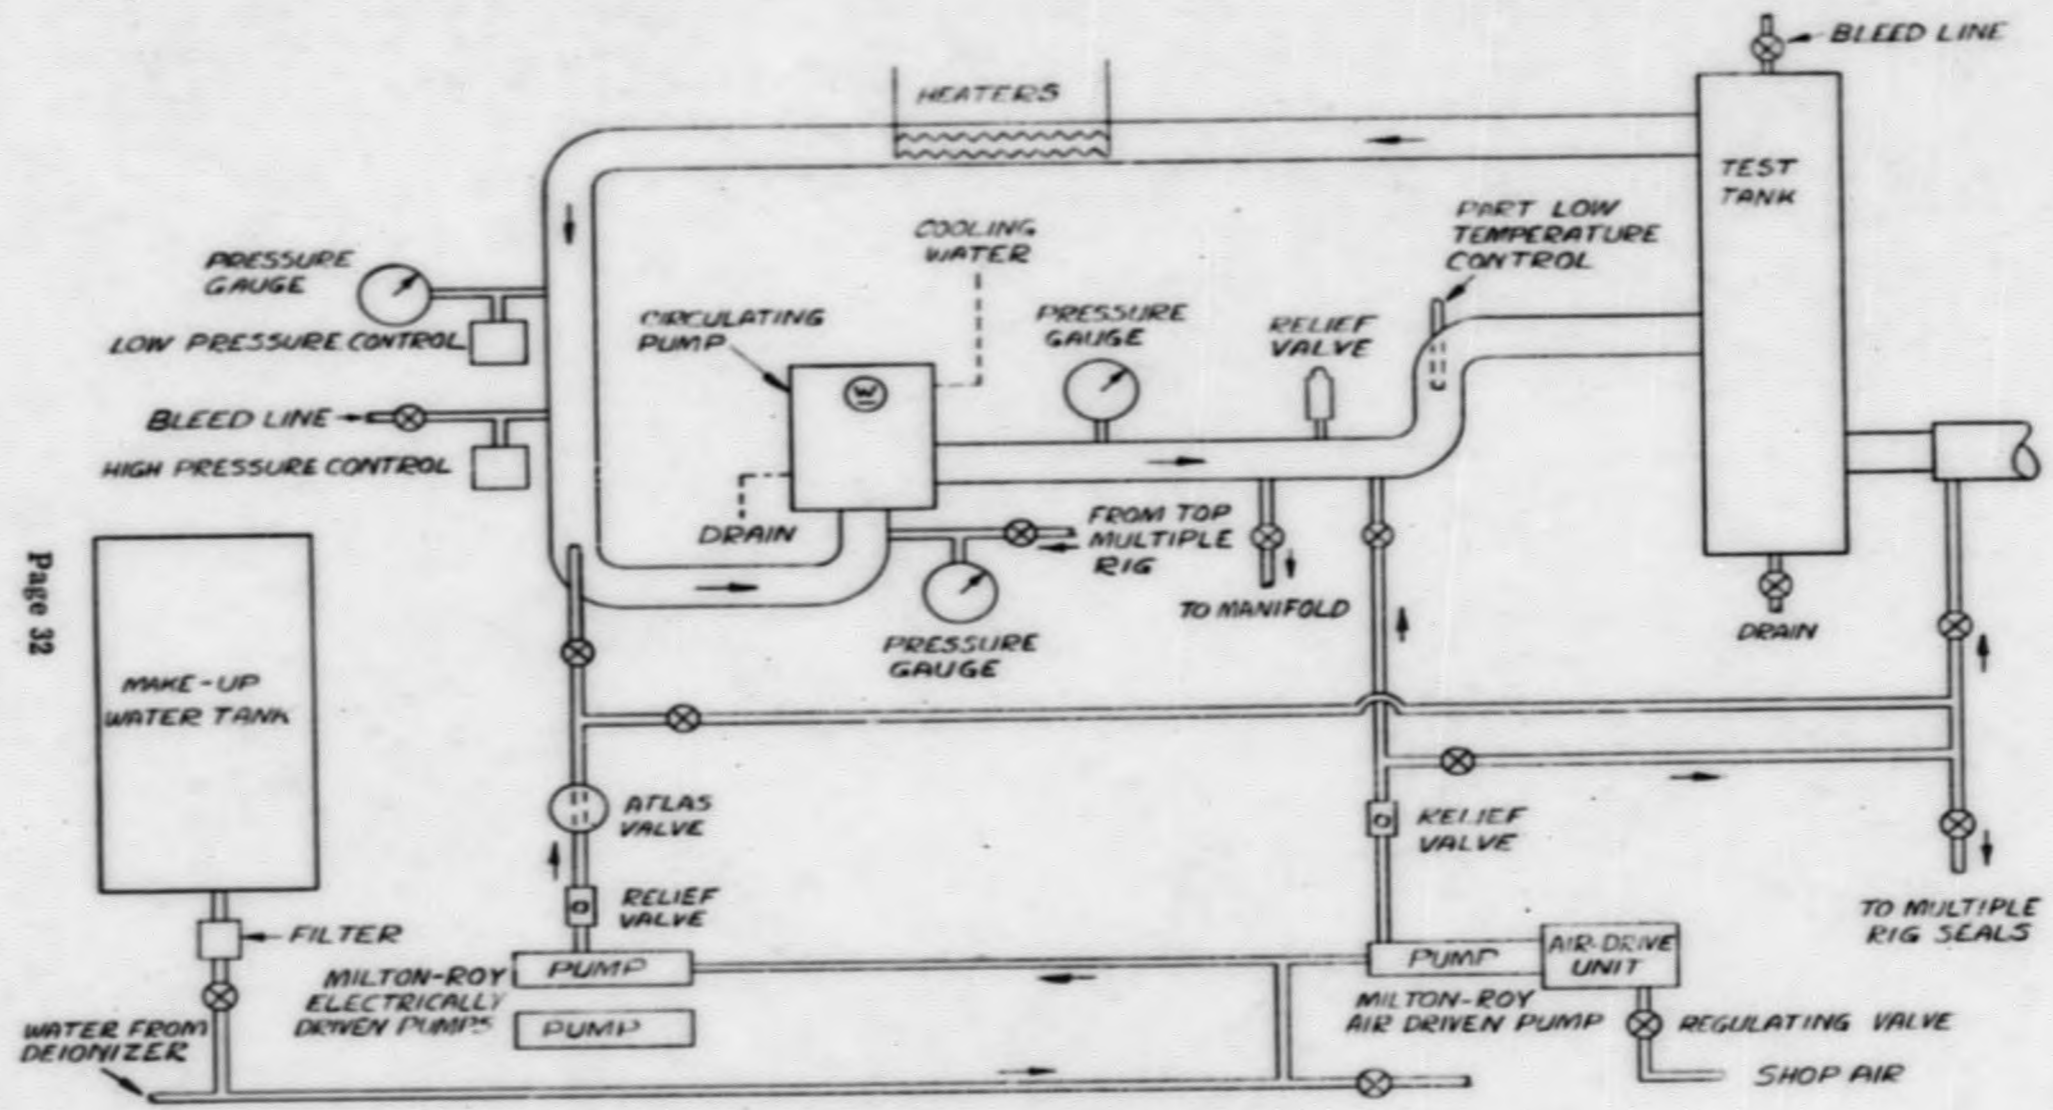 BLEED LINE
HEATERS
TEST
TANK
PART LOW
TEMPERATURE
CONTROL
COOLING
WATER
PRESSURE
GAUGE
LOW PRESSURE CONTROL
CIRCULATING
PUMP
W
PRESSURE
GAUGE
RELIEF
VALVE
BLEED LINE
HIGH PRESSURE CONTROL
DRAIN
FROM TOP
MULTIPLE
RIG
TO MANIFOLD
PRESSURE
GAUGE
DRAIN
Page 32
MAKE-UP
WATER TANK
ATLAS
VALVE
RELIEF
VALVE
RELIEF
VALVE
TO MULTIPLE
RIG SEALS
FILTER
MILTON-ROY
ELECTRICALLY
DRIVEN PUMPS
PUMP
PUMP
PUMP
AIR-DRIVE
UNIT
MILTON-ROY
AIR DRIVEN PUMP
REGULATING VALVE
SHOP AIR
WATER FROM
DEIONIZER